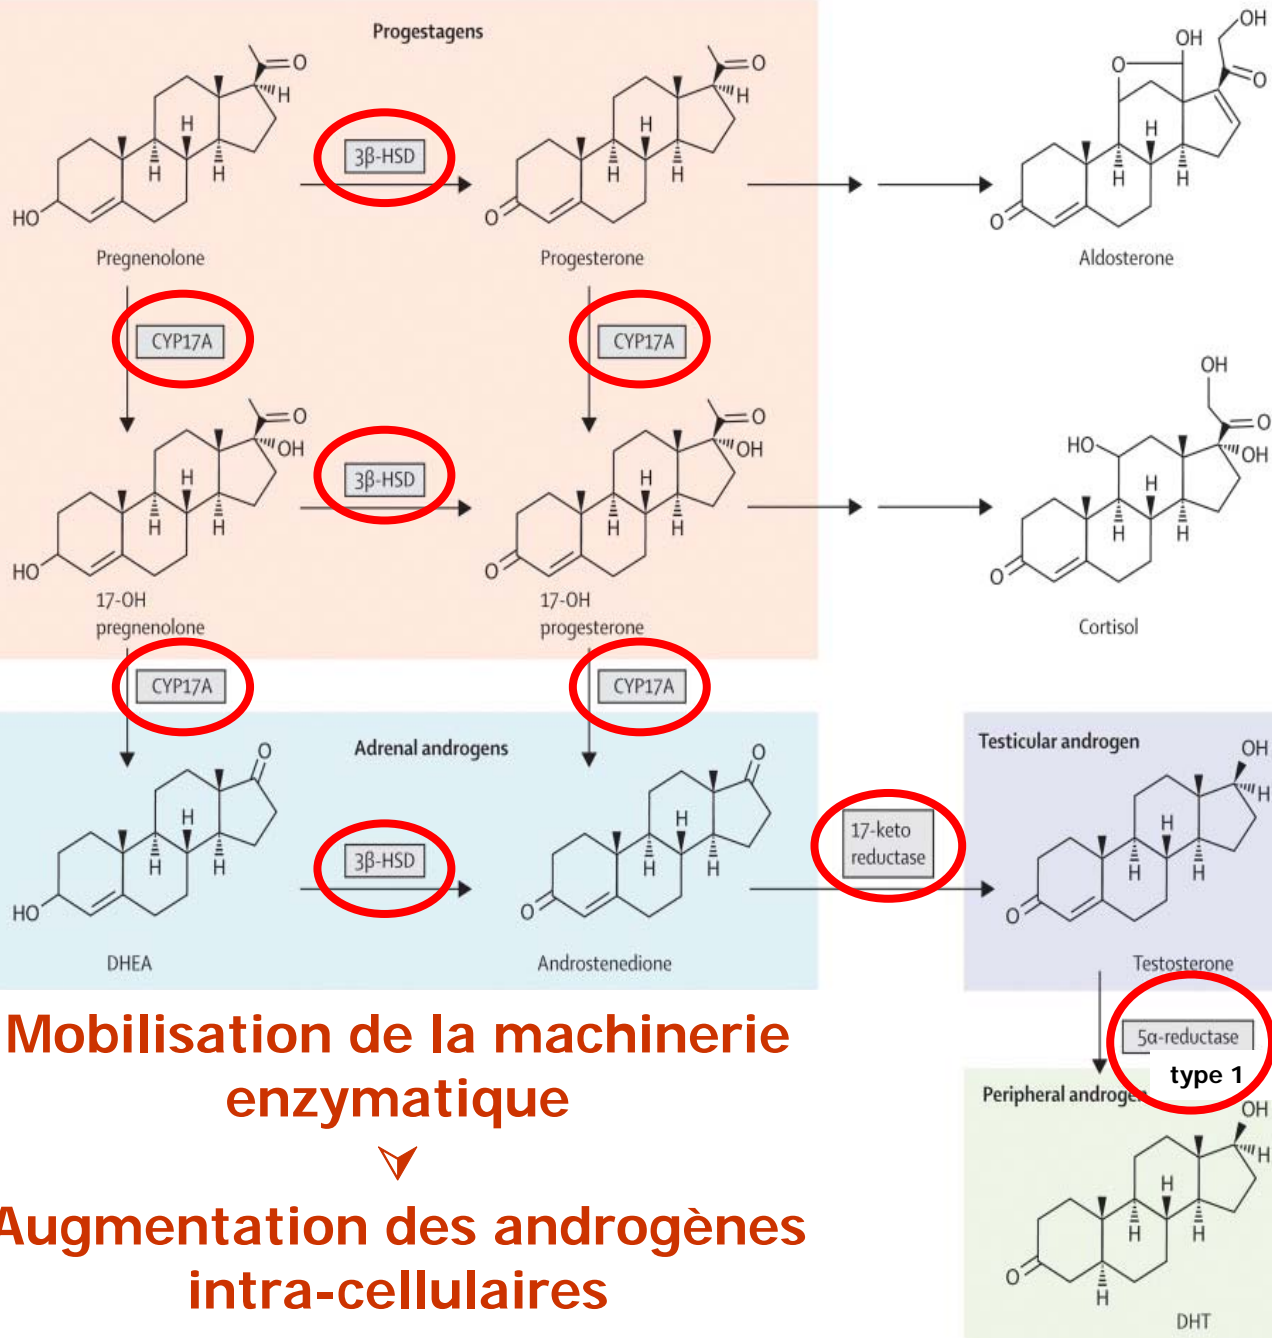 Progestagens
O
H
H
H
H
HO
Pregnenolone
3β-HSD
O
H
H
H
H
O
Progesterone
OH
OH
O
O
H
H
H
O
Aldosterone
CYP17A
CYP17A
O
OH
H
H
H
HO
17-OH
pregnenolone
3β-HSD
O
OH
H
H
H
O
17-OH
progesterone
OH
O
HO
OH
H
H
H
O
Cortisol
CYP17A
CYP17A
Adrenal androgens
O
H
H
H
HO
DHEA
3β-HSD
O
H
H
H
O
Androstenedione
17-keto
reductase
Testicular androgen
OH
H
H
H
H
O
Testosterone
5α-reductase
type 1
Peripheral androgen
OH
H
H
H
H
O
H
DHT
Mobilisation de la machinerie
enzymatique
Augmentation des androgènes
intra-cellulaires